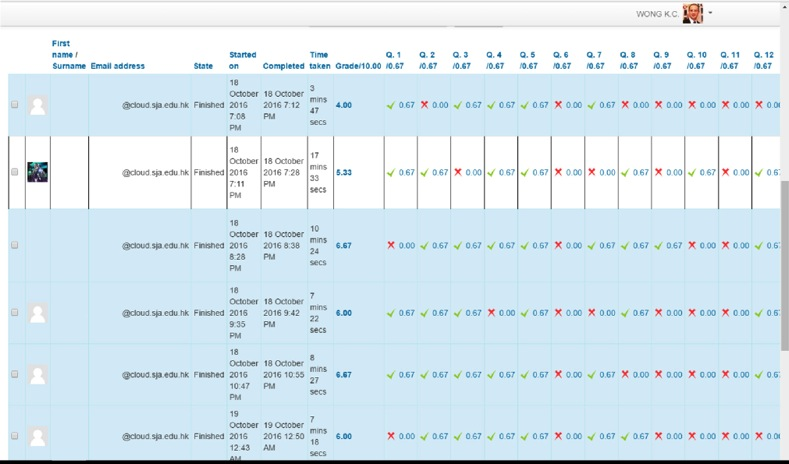 WONG K.C.
First name / Surname Email address State Started on Completed Time taken Grade/10.00 Q. 1 /0.67 Q. 2 /0.67 Q. 3 /0.67 Q. 4 /0.67 Q. 5 /0.67 Q. 6 /0.67 Q. 7 /0.67 Q. 8 /0.67 Q. 9 /0.67 Q. 10 /0.67 Q. 11 /0.67 Q. 12 /0.67
@cloud.sja.edu.hk Finished 18 October 2016 7:08 PM 18 October 2016 7:12 PM 3 mins 47 secs 4.00 ✓ 0.67 ✗ 0.00 ✓ 0.67 ✓ 0.67 ✓ 0.67 ✗ 0.00 ✓ 0.67 ✗ 0.00 ✗ 0.00 ✗ 0.00 ✗ 0.00 ✗ 0.00
@cloud.sja.edu.hk Finished 18 October 2016 7:11 PM 18 October 2016 7:28 PM 17 mins 33 secs 5.33 ✓ 0.67 ✓ 0.67 ✗ 0.00 ✓ 0.67 ✓ 0.67 ✗ 0.00 ✗ 0.00 ✓ 0.67 ✗ 0.00 ✓ 0.67 ✗ 0.00 ✗ 0.00
@cloud.sja.edu.hk Finished 18 October 2016 8:28 PM 18 October 2016 8:38 PM 10 mins 24 secs 6.67 ✗ 0.00 ✓ 0.67 ✓ 0.67 ✓ 0.67 ✓ 0.67 ✗ 0.00 ✓ 0.67 ✓ 0.67 ✓ 0.67 ✗ 0.00 ✗ 0.00 ✓ 0.67
@cloud.sja.edu.hk Finished 18 October 2016 9:35 PM 18 October 2016 9:42 PM 7 mins 22 secs 6.00 ✓ 0.67 ✓ 0.67 ✓ 0.67 ✗ 0.00 ✓ 0.67 ✗ 0.00 ✗ 0.00 ✓ 0.67 ✗ 0.00 ✗ 0.00 ✗ 0.00 ✓ 0.67
@cloud.sja.edu.hk Finished 18 October 2016 10:47 PM 18 October 2016 10:55 PM 8 mins 27 secs 6.67 ✓ 0.67 ✓ 0.67 ✓ 0.67 ✓ 0.67 ✓ 0.67 ✗ 0.00 ✓ 0.67 ✗ 0.00 ✗ 0.00 ✗ 0.00 ✗ 0.00 ✓ 0.67
@cloud.sja.edu.hk Finished 19 October 2016 12:43 AM 19 October 2016 12:50 AM 7 mins 18 secs 6.00 ✗ 0.00 ✓ 0.67 ✓ 0.67 ✓ 0.67 ✓ 0.67 ✗ 0.00 ✓ 0.67 ✓ 0.67 ✗ 0.00 ✗ 0.00 ✗ 0.00 ✗ 0.00